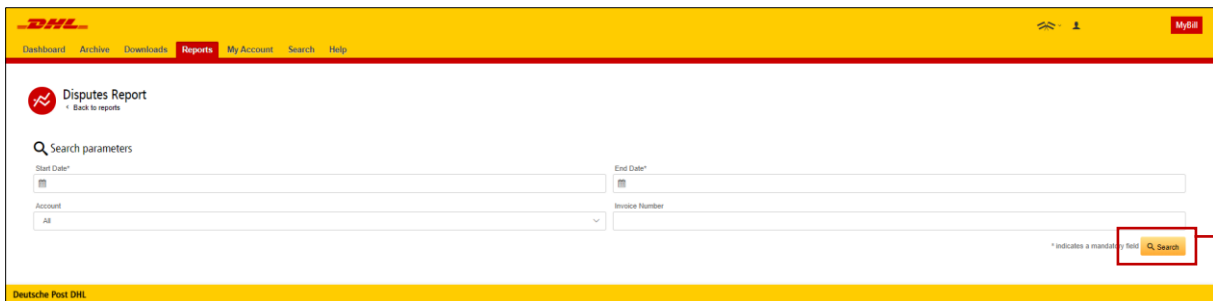 DHL
MyBill
Dashboard Archive Downloads Reports My Account Search Help
Disputes Report
Back to reports
Search parameters
Start Date* End Date*
Account Invoice Number
All
* indicates a mandatory field Search
Deutsche Post DHL